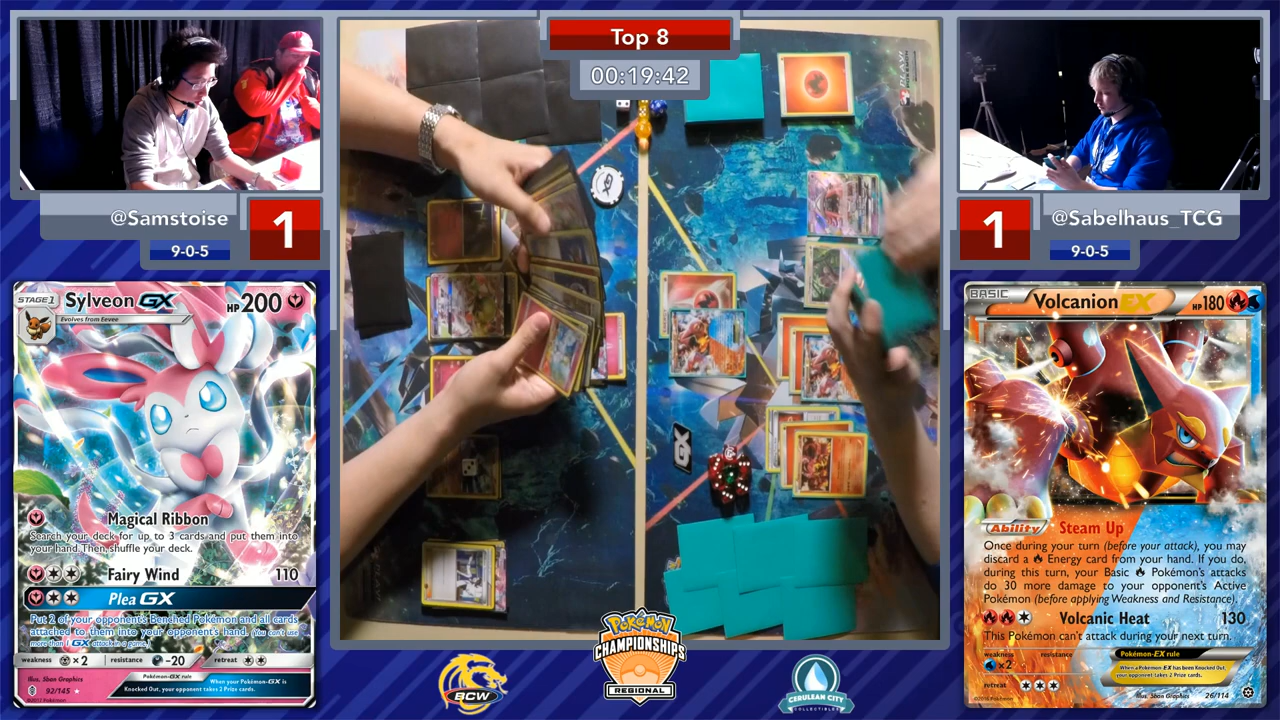 Top 8
00:19:42
@Samstoise
1
9-0-5
1
@Sabelhaus_TCG
9-0-5
STAGE 1
Sylveon GX
HP 200
Evolves from Eevee
Magical Ribbon
Search your deck for up to 3 cards and put them into
your hand. Then, shuffle your deck.
Fairy Wind 110
Plea GX
Put 2 of your opponent's Benched Pokémon and all cards
attached to them into your opponent's hand. (You can't use
more than 1 GX attack in a game.)
weakness ×2 resistance -20 retreat
Illus. 5ban Graphics
Pokémon-GX rule
When your Pokémon-GX is
Knocked Out, your opponent takes 2 Prize cards.
92/145
BASIC
Volcanion EX
HP 180
Ability Steam Up
Once during your turn (before your attack), you may
discard a Energy card from your hand. If you do,
during this turn, your Basic Pokémon's attacks
do 30 more damage to your opponent's Active
Pokémon (before applying Weakness and Resistance).
Volcanic Heat 130
This Pokémon can't attack during your next turn.
weakness resistance
×2
Pokémon-EX rule
When a Pokémon-EX has been Knocked
Out, your opponent takes 2 Prize cards.
retreat
Illus. 5ban Graphics
26/114
GX
BCW
Pokémon
CHAMPIONSHIPS
REGIONAL
CERULEAN CITY
COLLECTIBLES